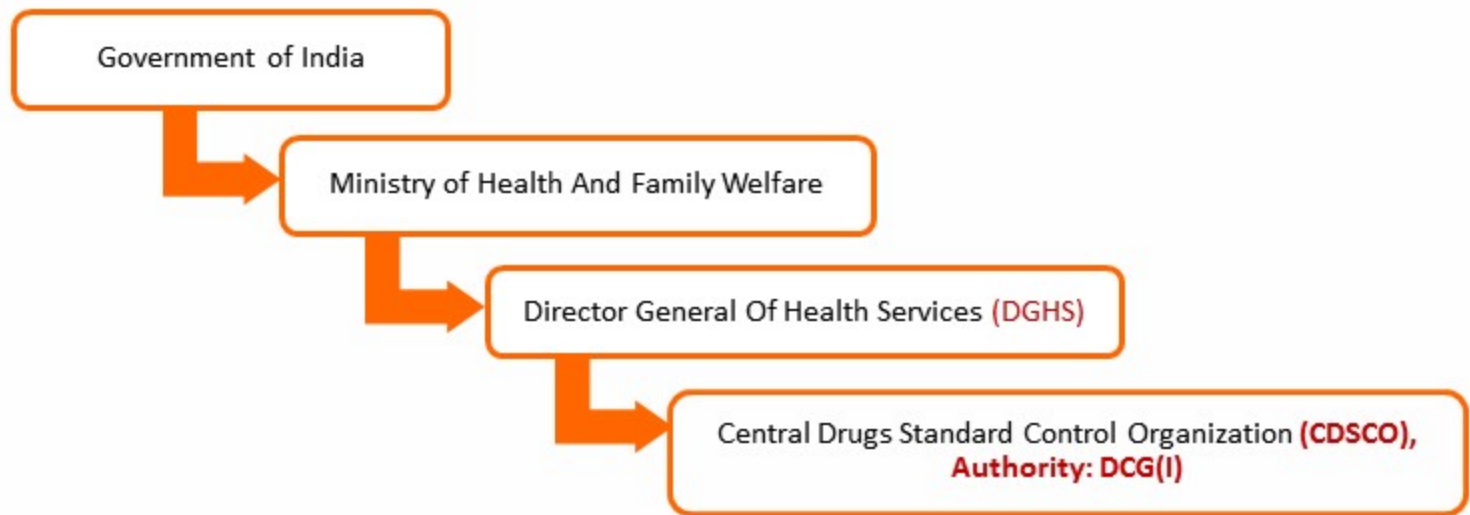 Government of India
Ministry of Health And Family Welfare
Director General Of Health Services (DGHS)
Central Drugs Standard Control Organization (CDSCO),
Authority: DCG(I)